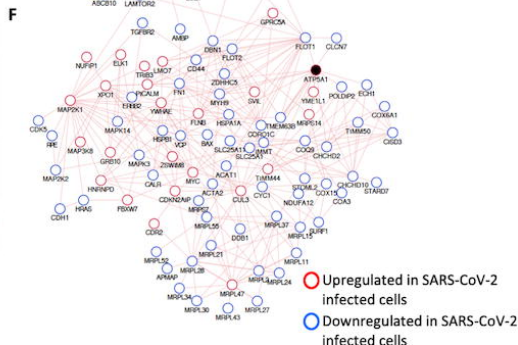 F
ABCB10 LAMTOR2
GPRC5A
TGFBR2
AMBP
DBN1
FLOT2
FLOT1
CLCN7
NUFIP1
ELK1
TRIB3
LMO7
CD44
ZDHHC5
ATP5A1
XPO1
PICALM
FN1
SVIL
YME1L1
POLDIP2
ECH1
MAP2K1
ERBB2
YWHAE
MYH9
COX6A1
CDK5
RPE
MAPK14
HSPB1
VCP
FLNB
HSPA1A
TMEM63B
CORO1C
MRPS14
TIMM50
CISD3
MAP3K8
GRB10
MAPK3
ZSWIM8
BAX
SLC25A11
SLC25A1
IMMT
COQ9
CHCHD2
MAP2K2
HNRNPD
CALR
MYC
ACAT1
TIMM44
CDH1
HRAS
FBXW7
CDKN2AIP
ACTA2
CUL3
CYC1
STOML2
NDUFA12
COX15
CHCHD10
COA3
STARD7
CDR2
MRPS7
MRPL55
DDB1
MRPL37
MRPL15
SURF1
MRPL52
APMAP
MRPL28
MRPL21
MRPL11
MRPL34
MRPL30
MRPL47
MRPL43
MRPL24
MRPL27
Upregulated in SARS-CoV-2
infected cells
Downregulated in SARS-CoV-2
infected cells